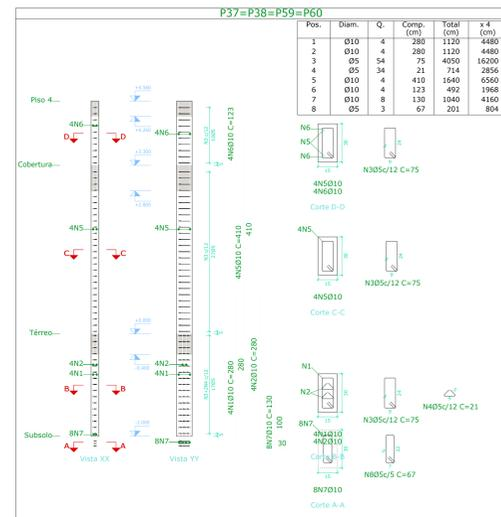 P37=P38=P59=P60
Pos. Diam. Q. Comp. (cm) Total (cm) x 4 (cm)
1 Ø10 4 280 1120 4480
2 Ø10 4 280 1120 4480
3 Ø5 54 75 4050 16200
4 Ø5 34 21 714 2856
5 Ø10 4 410 1640 6560
6 Ø10 4 123 492 1968
7 Ø10 8 130 1040 4160
8 Ø5 3 67 201 804
Piso 4
4N6
4N6
D
D
4N6Ø10 C=123
N6
N5
N6
N3Ø5c/12 C=75
4N5Ø10
4N6Ø10
Corte D-D
Cobertura
4N5
4N5
C
C
4N5Ø10 C=410
410
4N5
N3Ø5c/12 C=75
4N5Ø10
Corte C-C
Térreo
4N2
4N1
4N2
4N1
B
B
4N1Ø10 C=280
280
4N2Ø10 C=280
N1
N2
N3Ø5c/12 C=75
N4Ø5c/12 C=21
4N1Ø10
4N2Ø10
Subsolo
8N7
8N7
A
A
8N7Ø10 C=130
100
30
8N7
N8Ø5c/5 C=67
8N7Ø10
Corte A-A
Vista XX
Vista YY